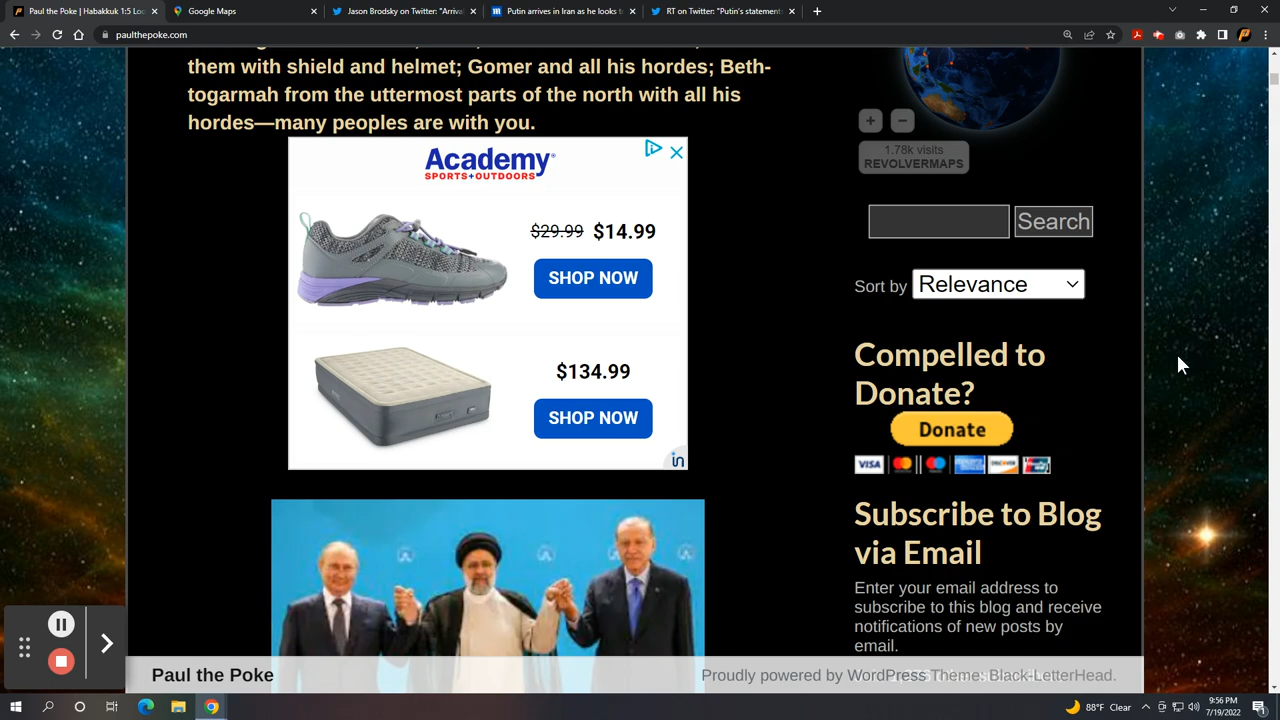 Paul the Poke | Habakkuk 1:5 Loo
Google Maps
Jason Brodsky on Twitter: "Arrival
Putin arrives in Iran as he looks to
RT on Twitter: "Putin's statement
paulthepoke.com
them with shield and helmet; Gomer and all his hordes; Beth-
togarmah from the uttermost parts of the north with all his
hordes—many peoples are with you.
Academy
SPORTS+OUTDOORS
$29.99 $14.99
SHOP NOW
$134.99
SHOP NOW
in
+ −
1.78k visits
REVOLVERMAPS
Search
Sort by Relevance
Compelled to
Donate?
Donate
VISA
Subscribe to Blog
via Email
Enter your email address to
subscribe to this blog and receive
notifications of new posts by
email.
Paul the Poke
Proudly powered by WordPress Theme: Black-LetterHead.
88°F Clear
9:56 PM
7/19/2022